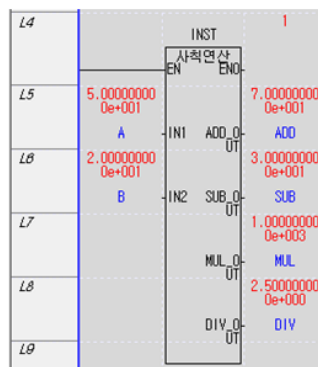 L4
1
INST
사칙연산
EN ENO
L5
5.00000000
0e+001
7.00000000
0e+001
A
IN1 ADD_O
UT
ADD
L6
2.00000000
0e+001
3.00000000
0e+001
B
IN2 SUB_O
UT
SUB
L7
1.00000000
0e+003
MUL_O
UT
MUL
L8
2.50000000
0e+000
DIV_O
UT
DIV
L9